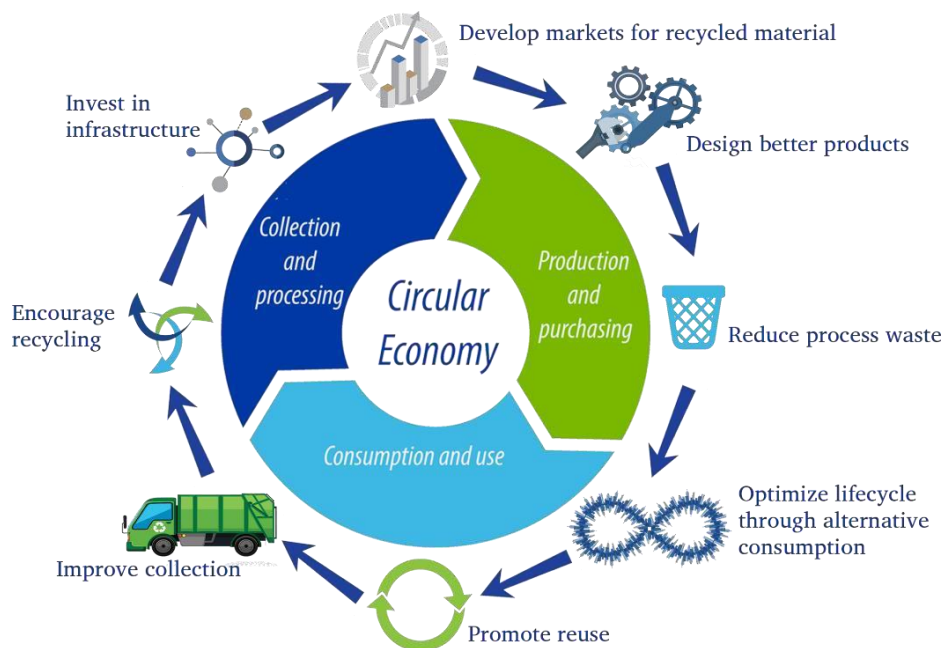 Develop markets for recycled material
Invest in
infrastructure
Design better products
Collection
and
processing
Production
and
purchasing
Circular
Economy
Encourage
recycling
Reduce process waste
Consumption and use
Optimize lifecycle
through alternative
consumption
Improve collection
Promote reuse